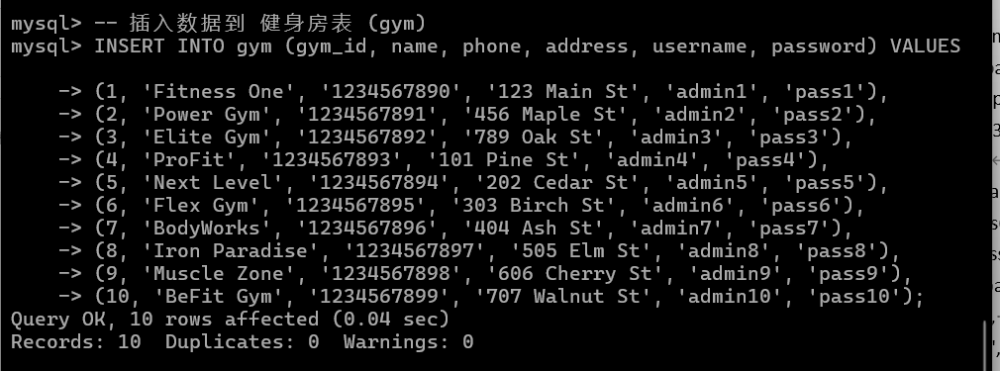 mysql> -- 插入数据到 健身房表 (gym)
mysql> INSERT INTO gym (gym_id, name, phone, address, username, password) VALUES
    -> (1, 'Fitness One', '1234567890', '123 Main St', 'admin1', 'pass1'),
    -> (2, 'Power Gym', '1234567891', '456 Maple St', 'admin2', 'pass2'),
    -> (3, 'Elite Gym', '1234567892', '789 Oak St', 'admin3', 'pass3'),
    -> (4, 'ProFit', '1234567893', '101 Pine St', 'admin4', 'pass4'),
    -> (5, 'Next Level', '1234567894', '202 Cedar St', 'admin5', 'pass5'),
    -> (6, 'Flex Gym', '1234567895', '303 Birch St', 'admin6', 'pass6'),
    -> (7, 'BodyWorks', '1234567896', '404 Ash St', 'admin7', 'pass7'),
    -> (8, 'Iron Paradise', '1234567897', '505 Elm St', 'admin8', 'pass8'),
    -> (9, 'Muscle Zone', '1234567898', '606 Cherry St', 'admin9', 'pass9'),
    -> (10, 'BeFit Gym', '1234567899', '707 Walnut St', 'admin10', 'pass10');
Query OK, 10 rows affected (0.04 sec)
Records: 10  Duplicates: 0  Warnings: 0